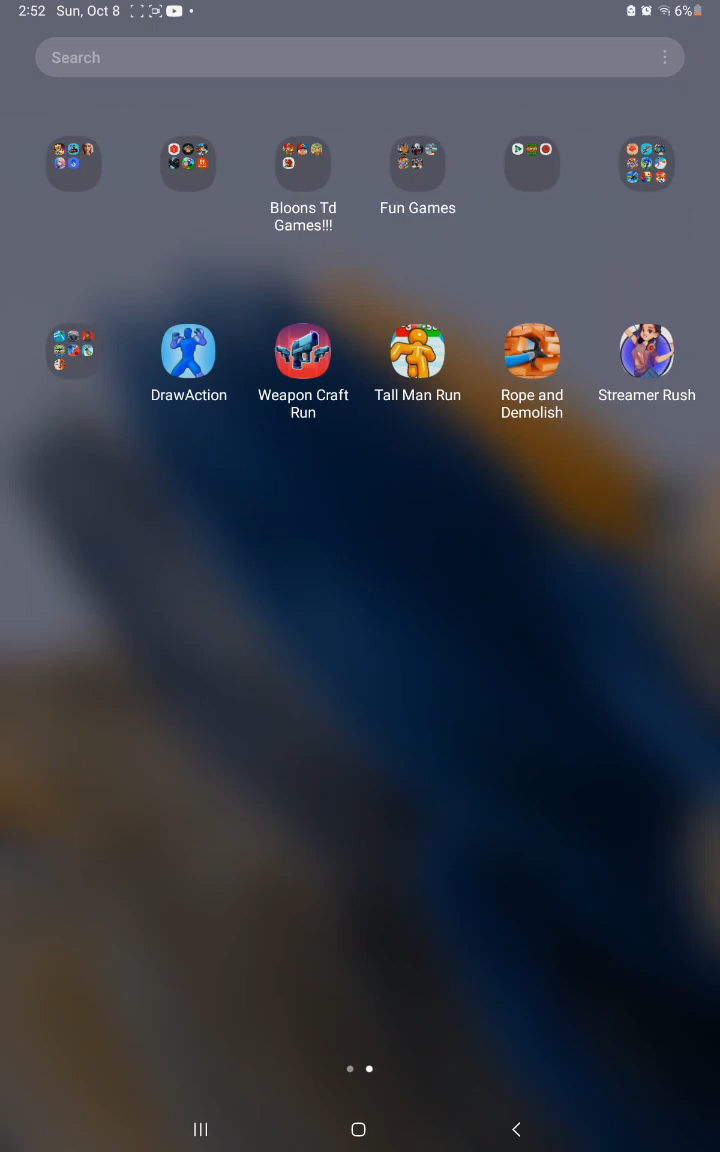 2:52 Sun, Oct 8
6%
Search
Bloons Td
Games!!!
Fun Games
DrawAction
Weapon Craft
Run
Tall Man Run
Rope and
Demolish
Streamer Rush